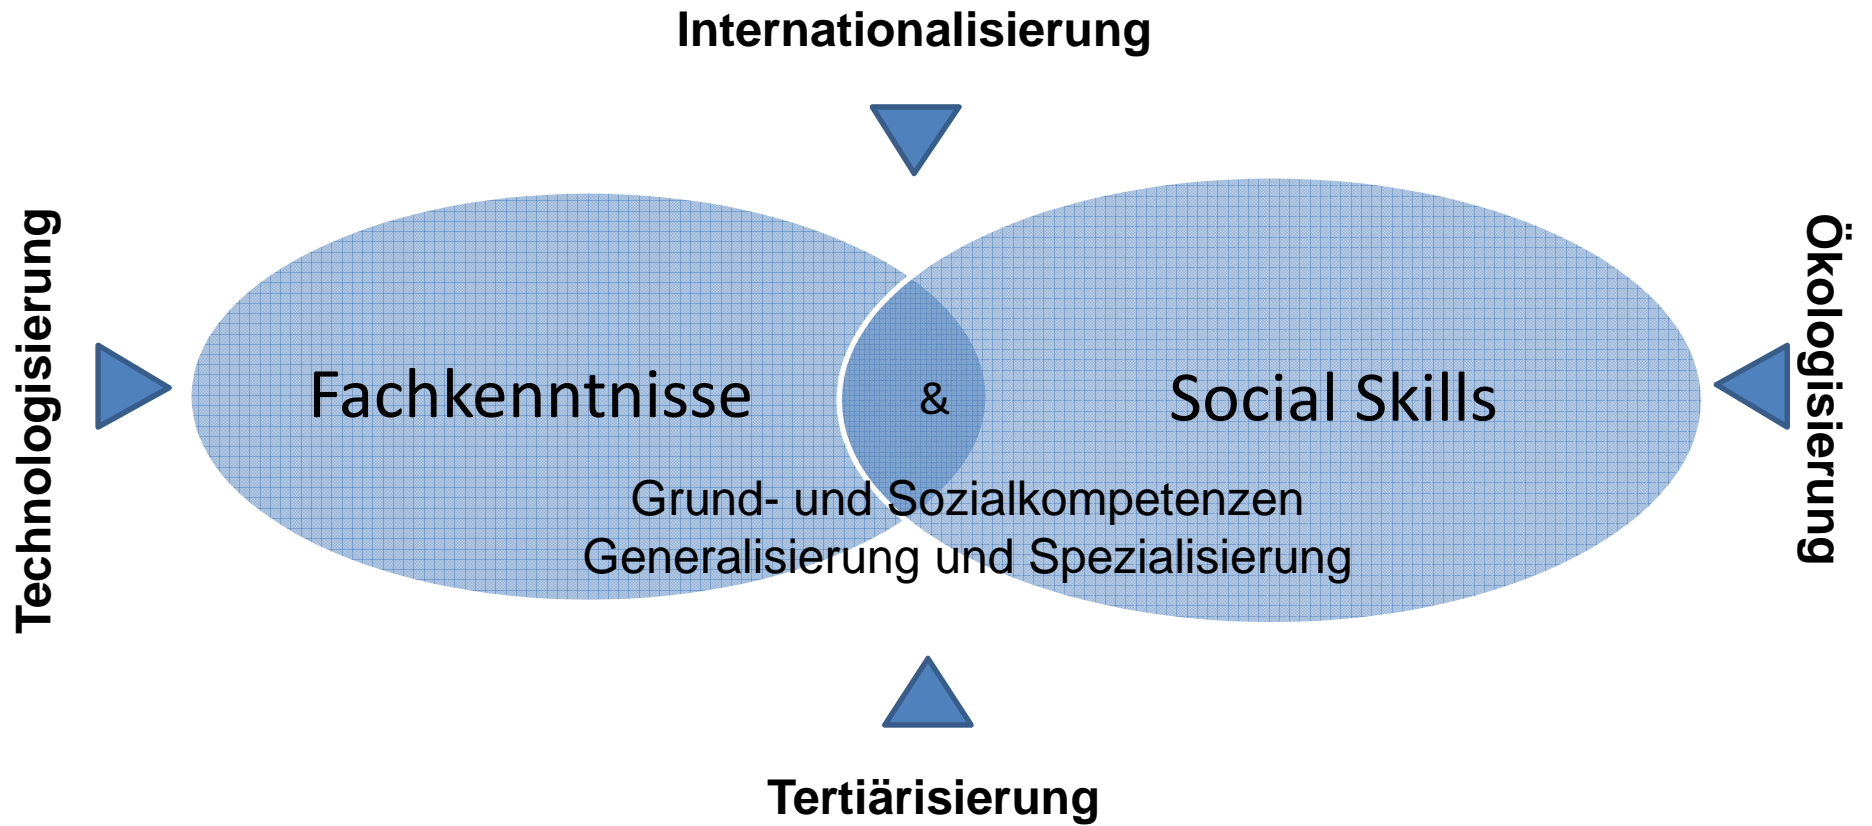 Internationalisierung
Technologisierung
Fachkenntnisse
&
Social Skills
Ökologisierung
Grund- und Sozialkompetenzen
Generalisierung und Spezialisierung
Tertiärisierung